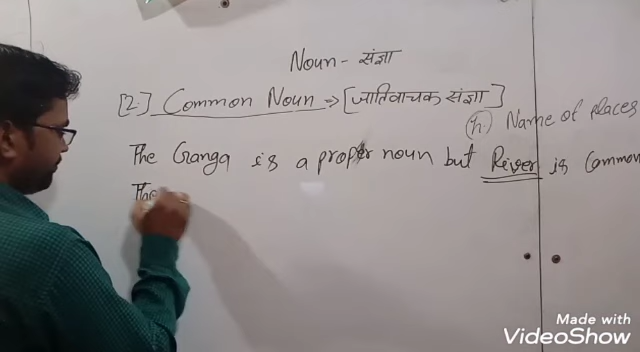 Noun - संज्ञा
[2.] Common Noun → [जातिवाचक संज्ञा]
(h.) Name of places
The Ganga is a proper noun but River is Common
The
Made with
VideoShow